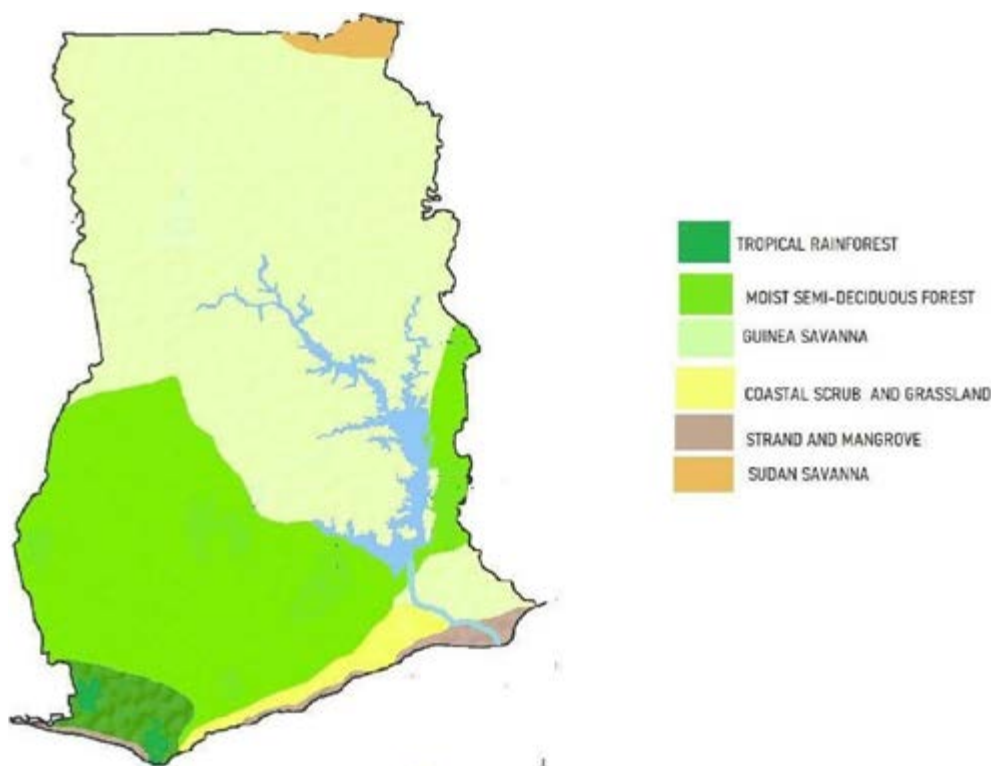 TROPICAL RAINFOREST
MOIST SEMI-DECIDUOUS FOREST
GUINEA SAVANNA
COASTAL SCRUB AND GRASSLAND
STRAND AND MANGROVE
SUDAN SAVANNA